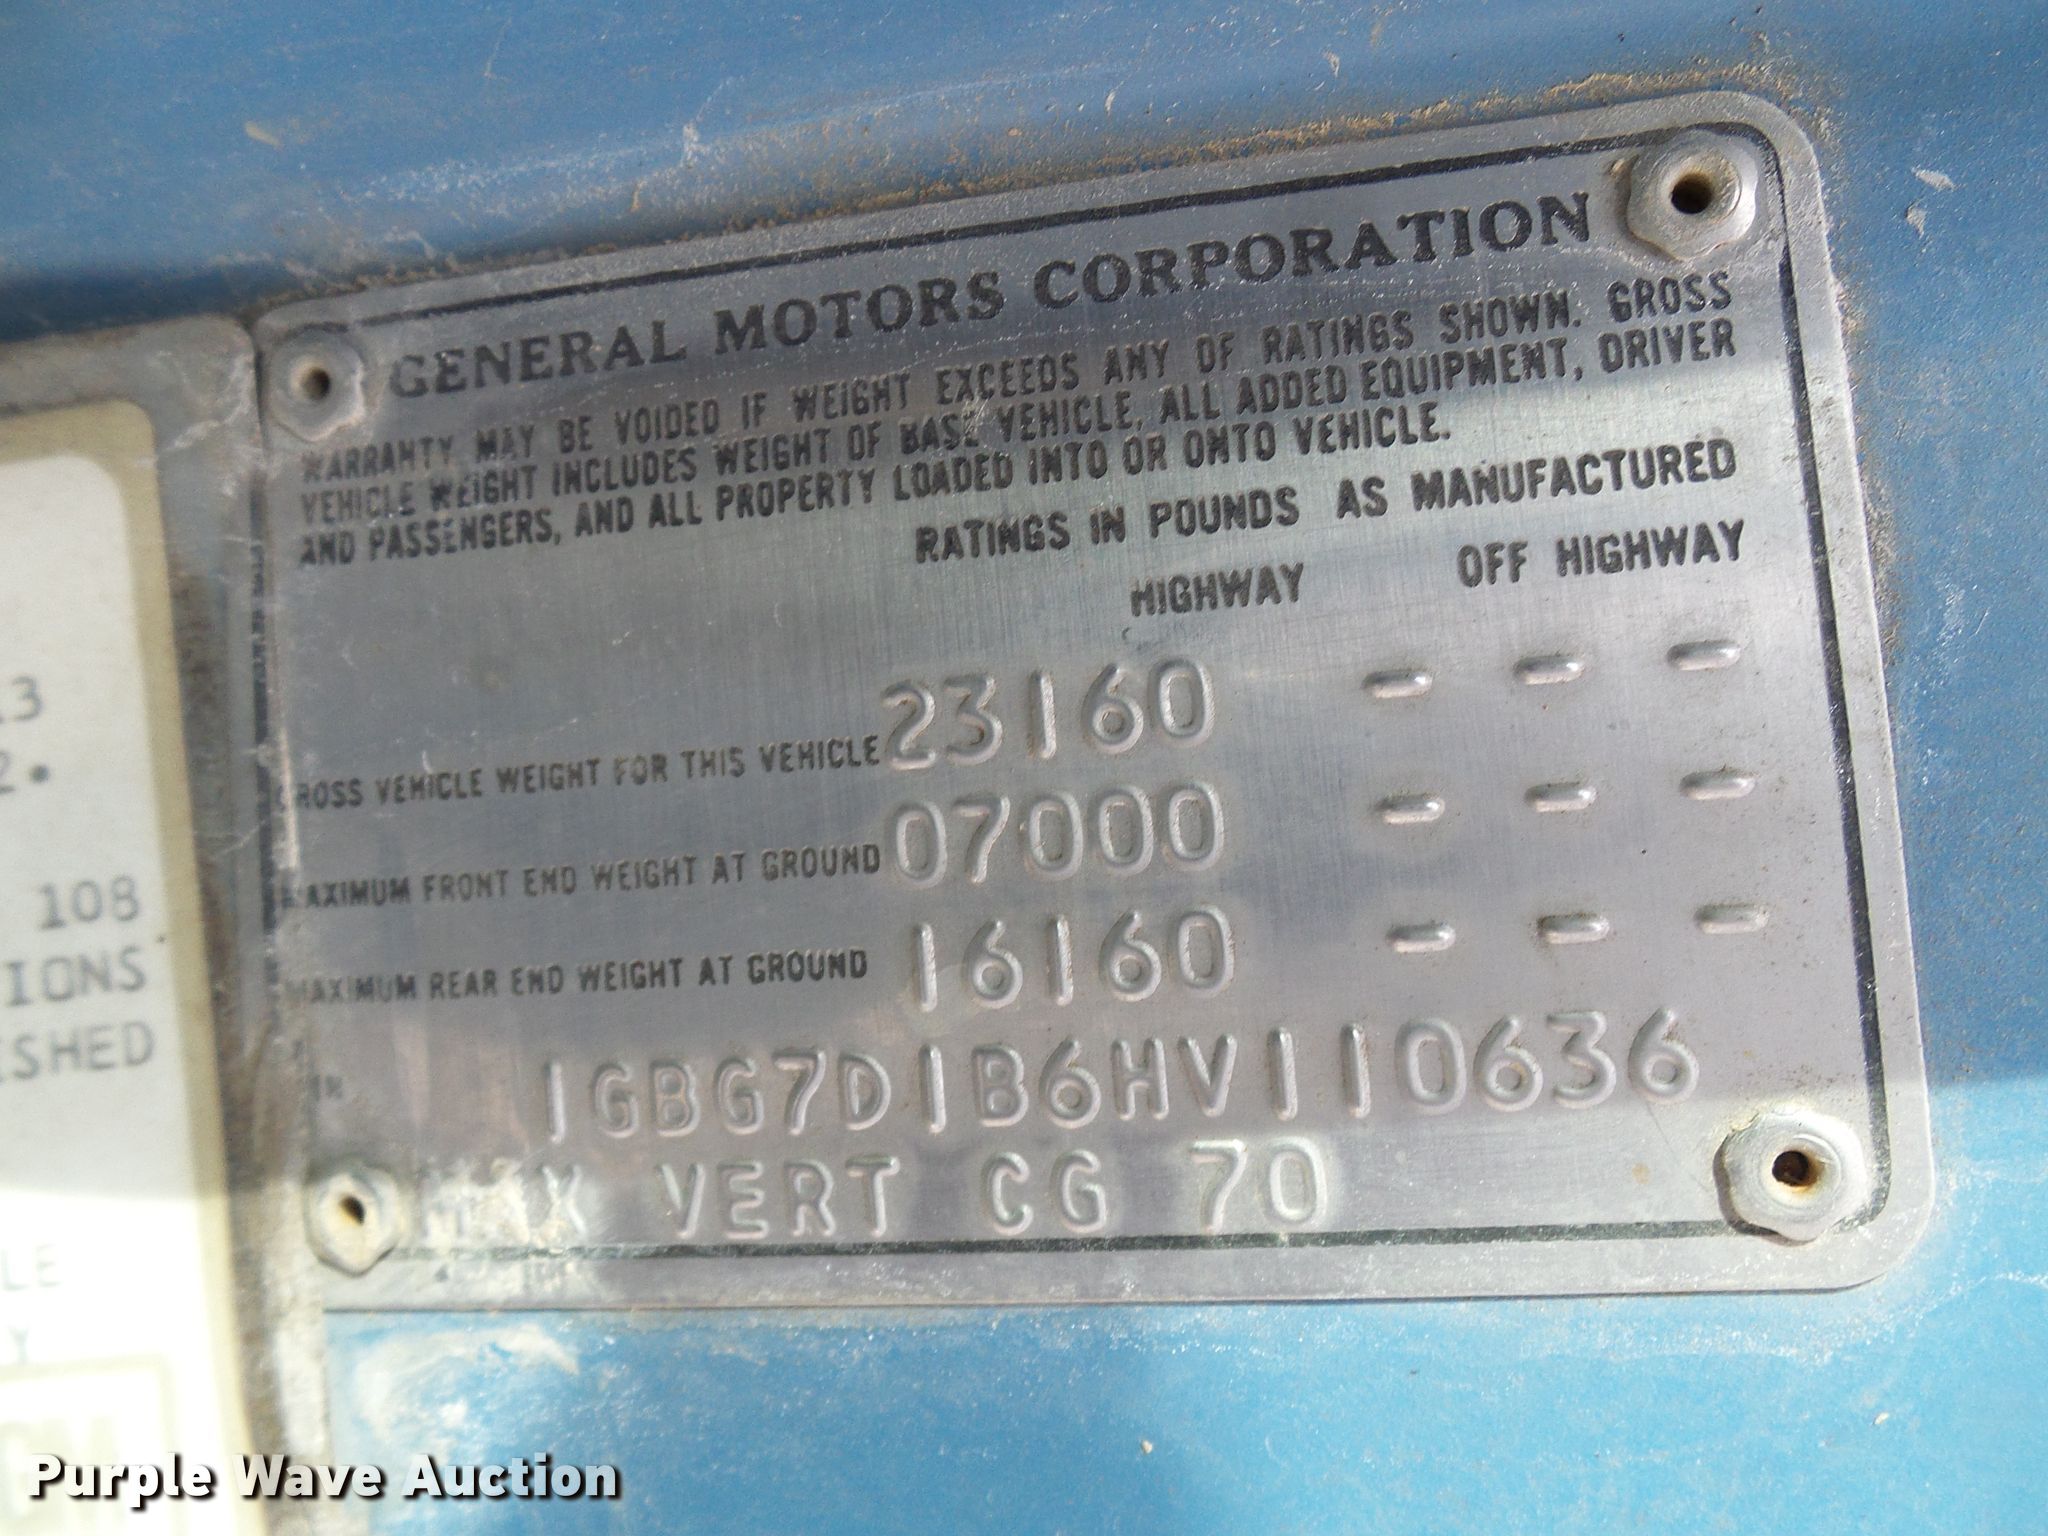 GENERAL MOTORS CORPORATION
WARRANTY MAY BE VOIDED IF WEIGHT EXCEEDS ANY OF RATINGS SHOWN. GROSS
VEHICLE WEIGHT INCLUDES WEIGHT OF BASE VEHICLE, ALL ADDED EQUIPMENT, DRIVER
AND PASSENGERS, AND ALL PROPERTY LOADED INTO OR ONTO VEHICLE.
RATINGS IN POUNDS AS MANUFACTURED
HIGHWAY OFF HIGHWAY
GROSS VEHICLE WEIGHT FOR THIS VEHICLE 23160 - - -
MAXIMUM FRONT END WEIGHT AT GROUND 07000 - - -
MAXIMUM REAR END WEIGHT AT GROUND 16160 - - -
1GBG7D1B6HV110636
MAX VERT CG 70
13
2.
108
IONS
ISHED
LE
Y
GM
Purple Wave Auction